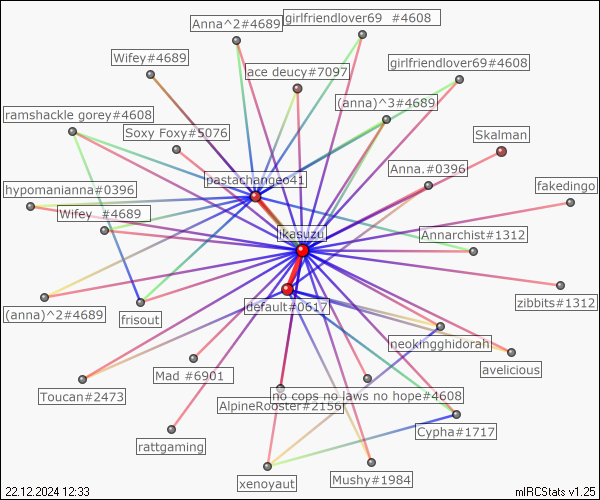 girlfriendlover69 #4608
Anna^2#4689
Wifey#4689
girlfriendlover69#4608
ace deucy#7097
(anna)^3#4689
ramshackle gorey#4608
Soxy Foxy#5076
Skalman
Anna.#0396
pastachangeo41
hypomanianna#0396
fakedingo
Wifey #4689
Annarchist#1312
jkasuzu
zibbits#1312
default#0617
(anna)^2#4689
frisout
neokingghidorah
avelicious
Mad #6901
Toucan#2473
no cops no laws no hope#4608
AlpineRooster#2156
Cypha#1717
rattgaming
Mushy#1984
xenoyaut
22.12.2024 12:33
mIRCStats v1.25